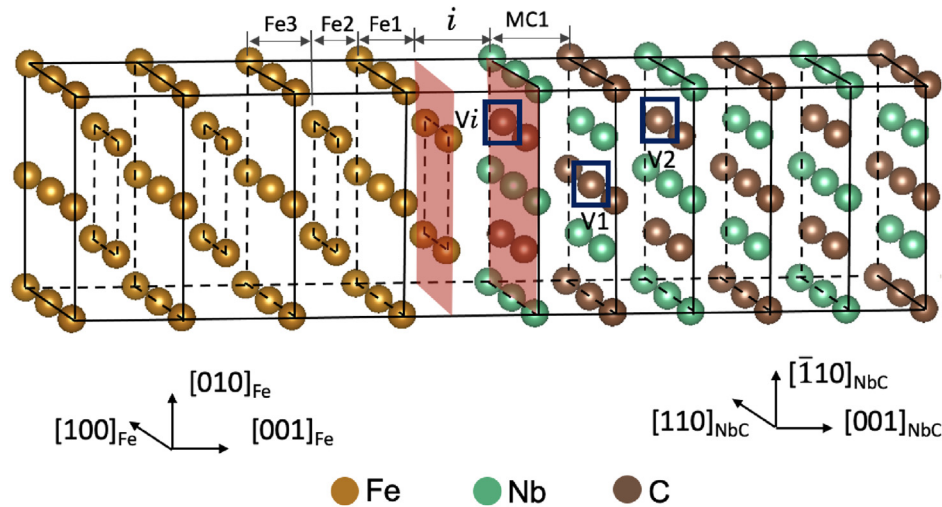 Fe3 Fe2 Fe1 i MC1
Vi
V2
V1
[010]Fe
[100]Fe
[001]Fe
[1̄10]NbC
[110]NbC
[001]NbC
Fe Nb C